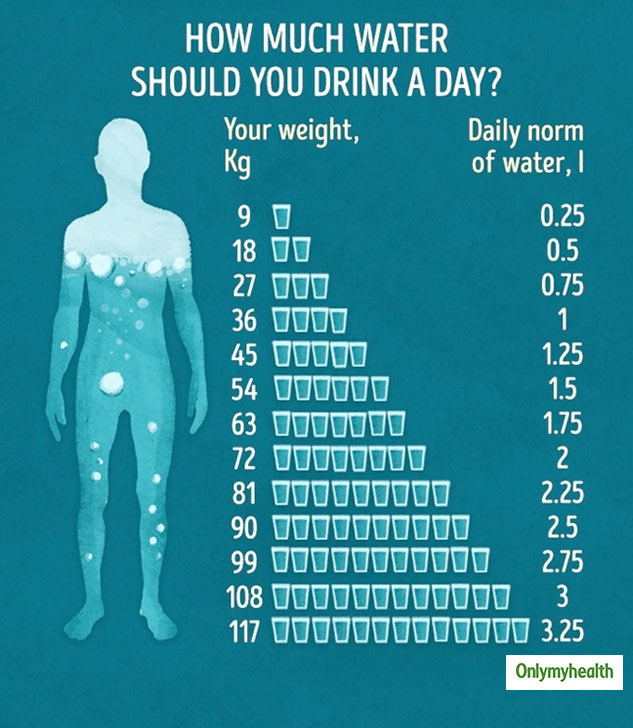 HOW MUCH WATER
SHOULD YOU DRINK A DAY?
Your weight,
Kg
Daily norm
of water, l
9 0.25
18 0.5
27 0.75
36 1
45 1.25
54 1.5
63 1.75
72 2
81 2.25
90 2.5
99 2.75
108 3
117 3.25
Onlymyhealth